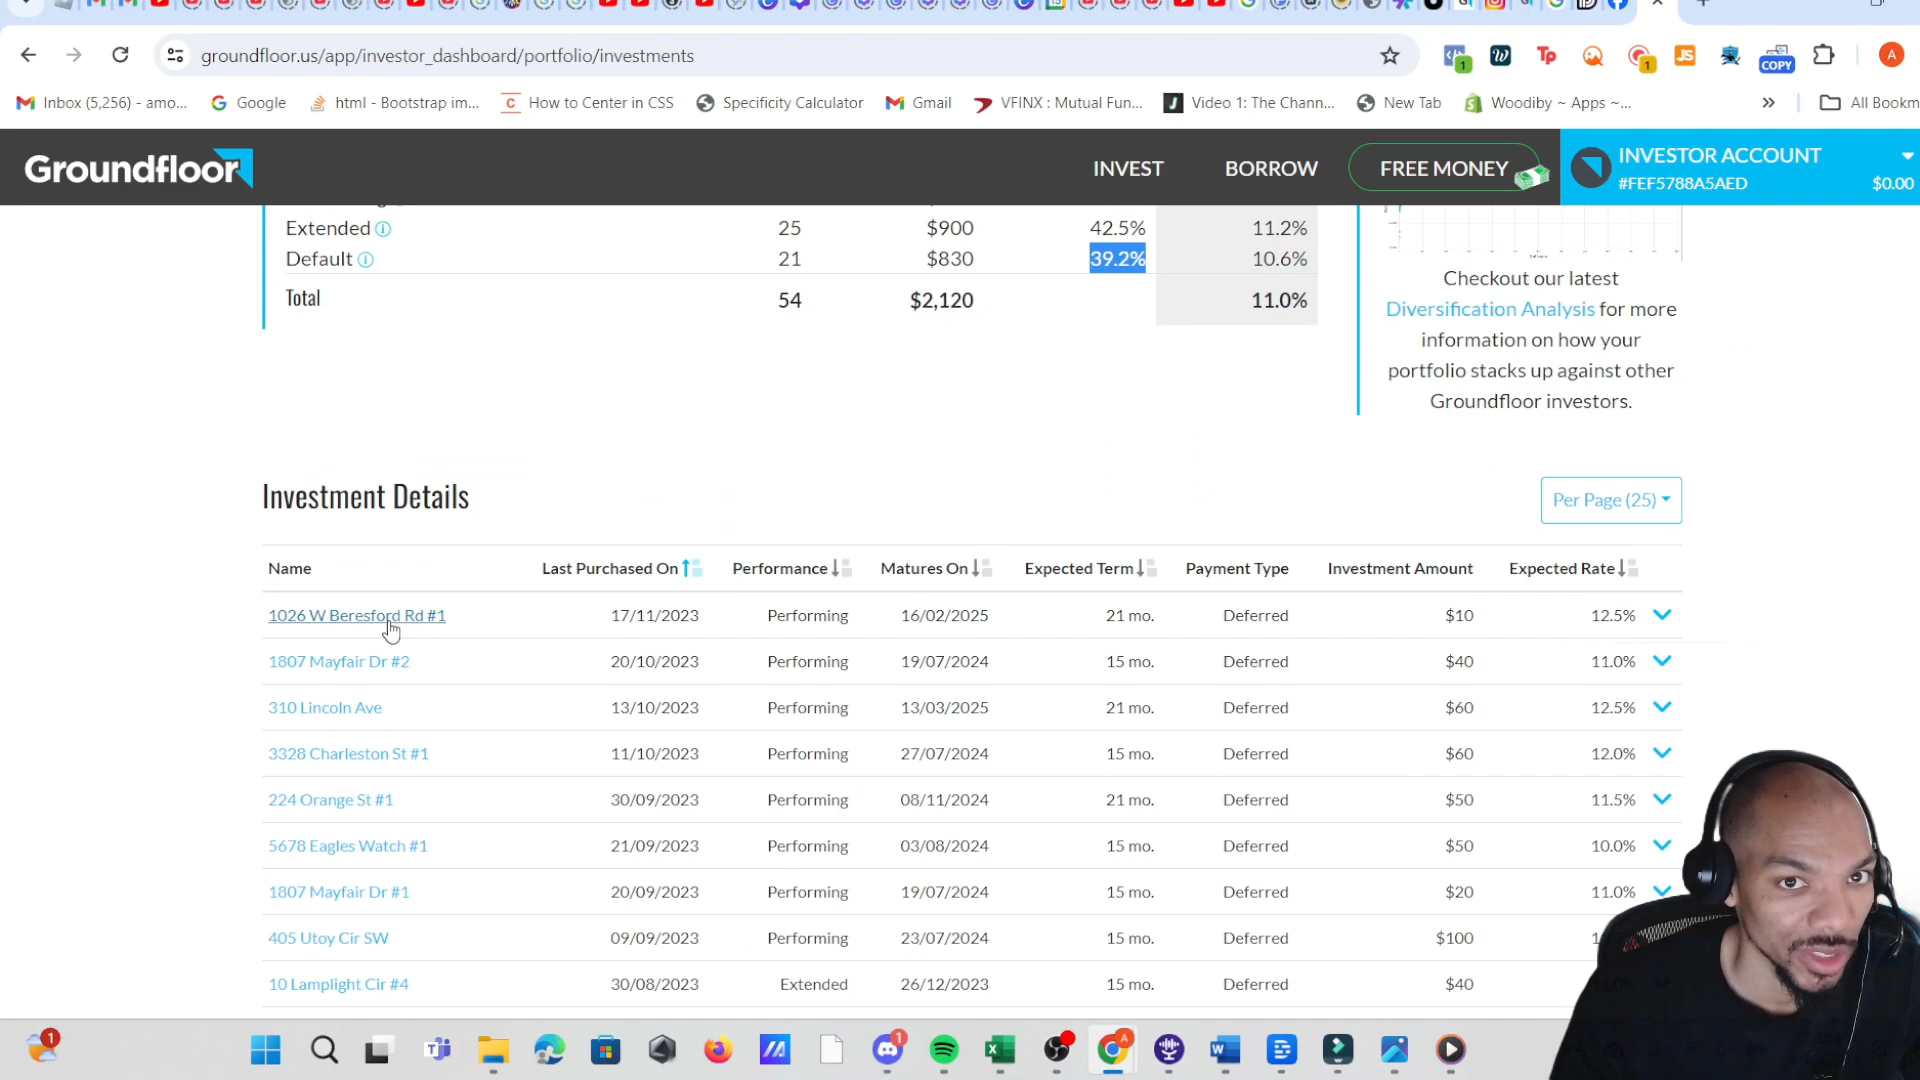 groundfloor.us/app/investor_dashboard/portfolio/investments
1
1
COPY
A
Inbox (5,256) - amo...
Google
html - Bootstrap im...
How to Center in CSS
Specificity Calculator
Gmail
VFINX : Mutual Fun...
Video 1: The Chann...
New Tab
Woodiby ~ Apps ~...
All Bookm
Groundfloor
INVEST
BORROW
FREE MONEY
INVESTOR ACCOUNT
#FEF5788A5AED
$0.00
Extended 25 $900 42.5% 11.2%
Default 21 $830 39.2% 10.6%
Total 54 $2,120 11.0%
Checkout our latest
Diversification Analysis for more
information on how your
portfolio stacks up against other
Groundfloor investors.
Investment Details
Per Page (25)
Name Last Purchased On Performance Matures On Expected Term Payment Type Investment Amount Expected Rate
1026 W Beresford Rd #1 17/11/2023 Performing 16/02/2025 21 mo. Deferred $10 12.5%
1807 Mayfair Dr #2 20/10/2023 Performing 19/07/2024 15 mo. Deferred $40 11.0%
310 Lincoln Ave 13/10/2023 Performing 13/03/2025 21 mo. Deferred $60 12.5%
3328 Charleston St #1 11/10/2023 Performing 27/07/2024 15 mo. Deferred $60 12.0%
224 Orange St #1 30/09/2023 Performing 08/11/2024 21 mo. Deferred $50 11.5%
5678 Eagles Watch #1 21/09/2023 Performing 03/08/2024 15 mo. Deferred $50 10.0%
1807 Mayfair Dr #1 20/09/2023 Performing 19/07/2024 15 mo. Deferred $20 11.0%
405 Utoy Cir SW 09/09/2023 Performing 23/07/2024 15 mo. Deferred $100
10 Lamplight Cir #4 30/08/2023 Extended 26/12/2023 15 mo. Deferred $40